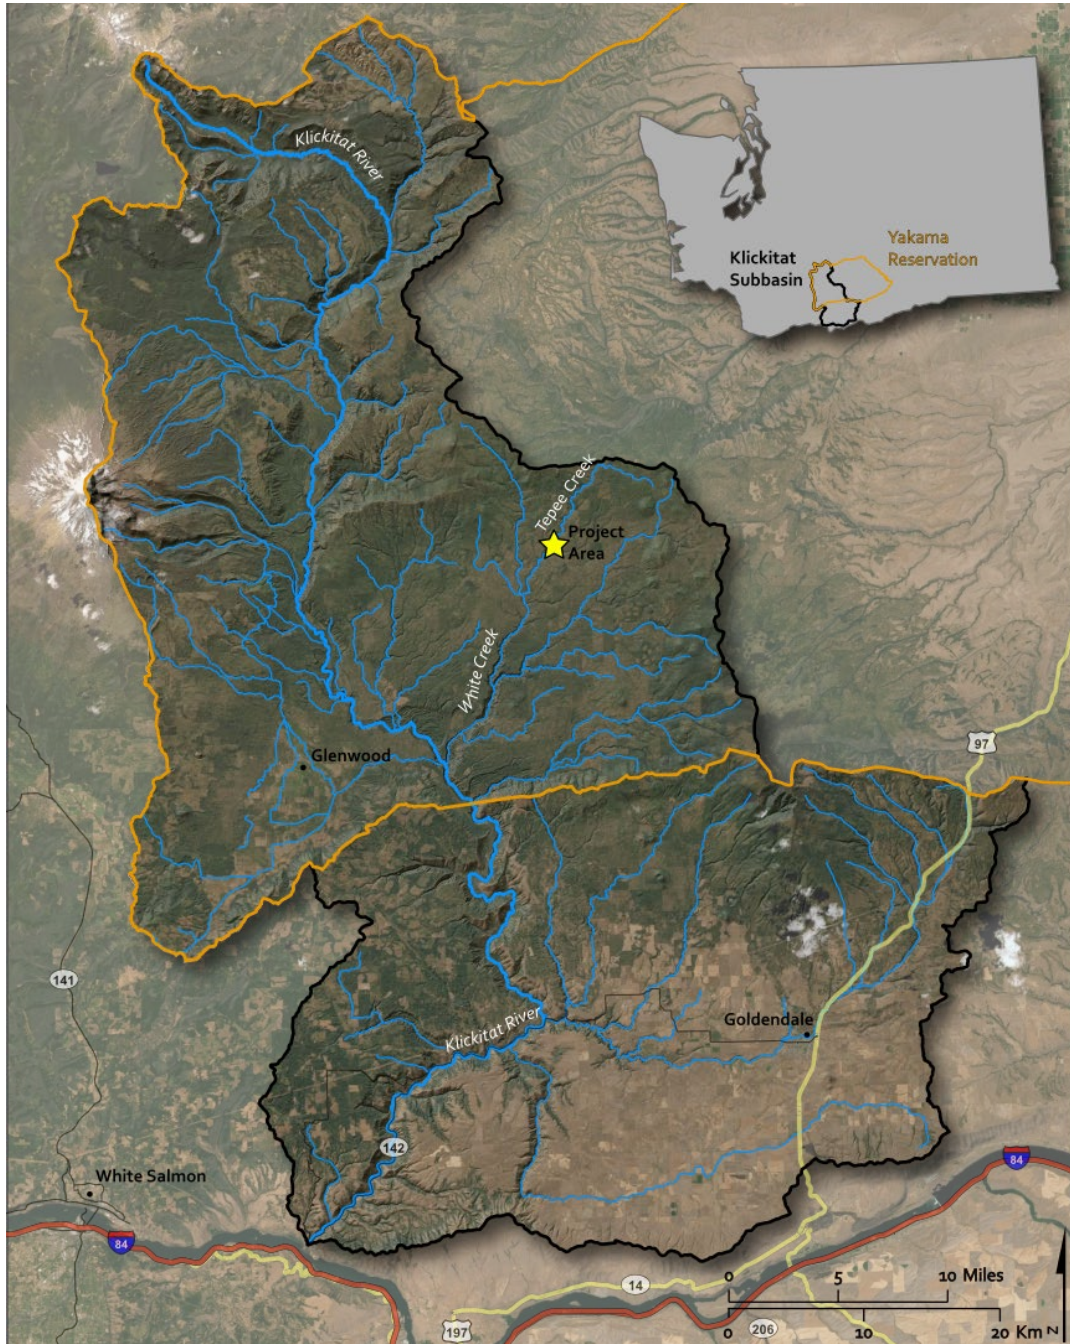 Klickitat River
Klickitat
Subbasin
Yakama
Reservation
Tepee Creek
Project
Area
White Creek
97
Glenwood
141
Goldendale
Klickitat River
142
White Salmon
84
84
14
0 5 10 Miles
197
206
0 10 20 Km
N